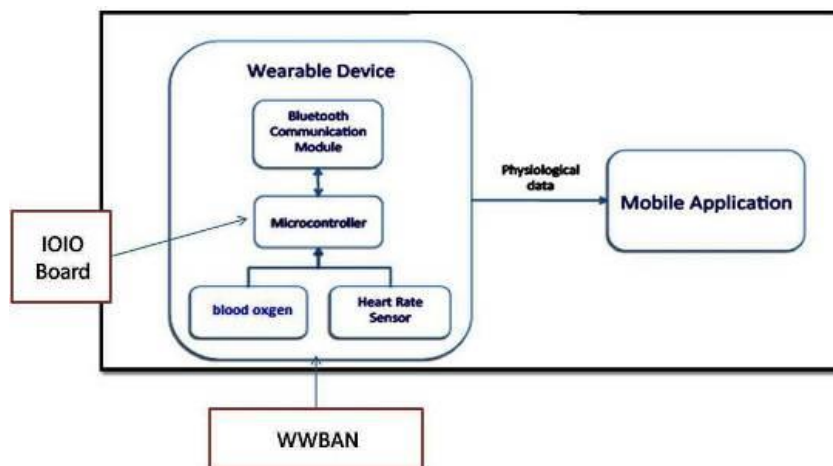 Wearable Device
Bluetooth
Communication
Module
Physiological
data
Mobile Application
Microcontroller
IOIO
Board
blood oxgen
Heart Rate
Sensor
WWBAN